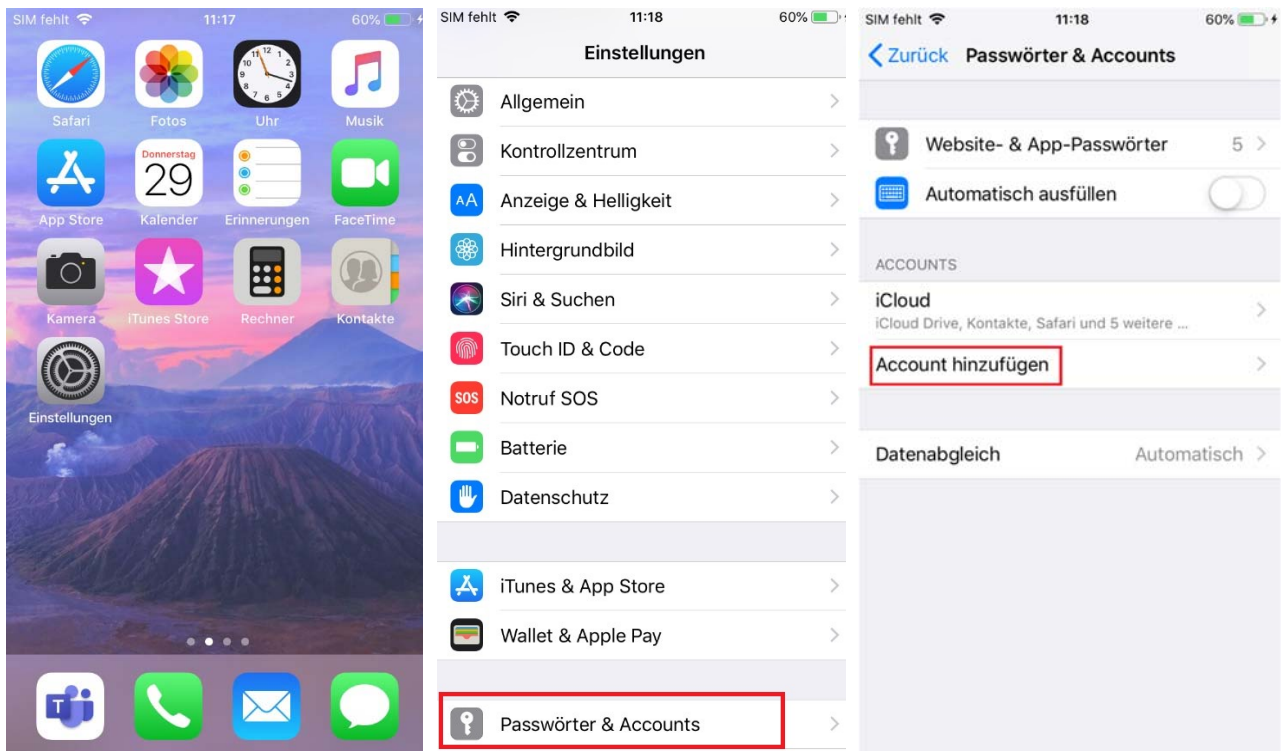 SIM fehlt 11:17 60%
Safari Fotos Uhr Musik
Donnerstag
29
App Store Kalender Erinnerungen FaceTime
Kamera iTunes Store Rechner Kontakte
Einstellungen
T
SIM fehlt 11:18 60%
Einstellungen
Allgemein
Kontrollzentrum
AA Anzeige & Helligkeit
Hintergrundbild
Siri & Suchen
Touch ID & Code
SOS Notruf SOS
Batterie
Datenschutz
iTunes & App Store
Wallet & Apple Pay
Passwörter & Accounts
SIM fehlt 11:18 60%
Zurück Passwörter & Accounts
Website- & App-Passwörter 5
Automatisch ausfüllen
ACCOUNTS
iCloud
iCloud Drive, Kontakte, Safari und 5 weitere ...
Account hinzufügen
Datenabgleich Automatisch